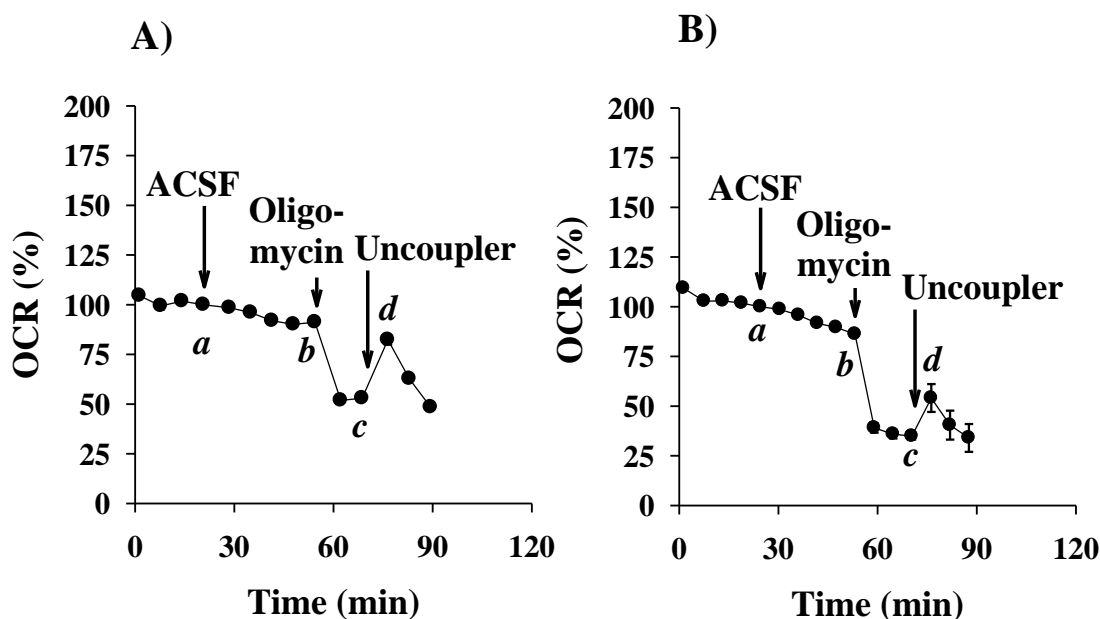 A)
OCR (%)
200
175
150
125
100
75
50
25
0
ACSF
Oligo-
mycin
Uncoupler
a
b
c
d
0 30 60 90 120
Time (min)
B)
OCR (%)
200
175
150
125
100
75
50
25
0
ACSF
Oligo-
mycin
Uncoupler
a
b
c
d
0 30 60 90 120
Time (min)